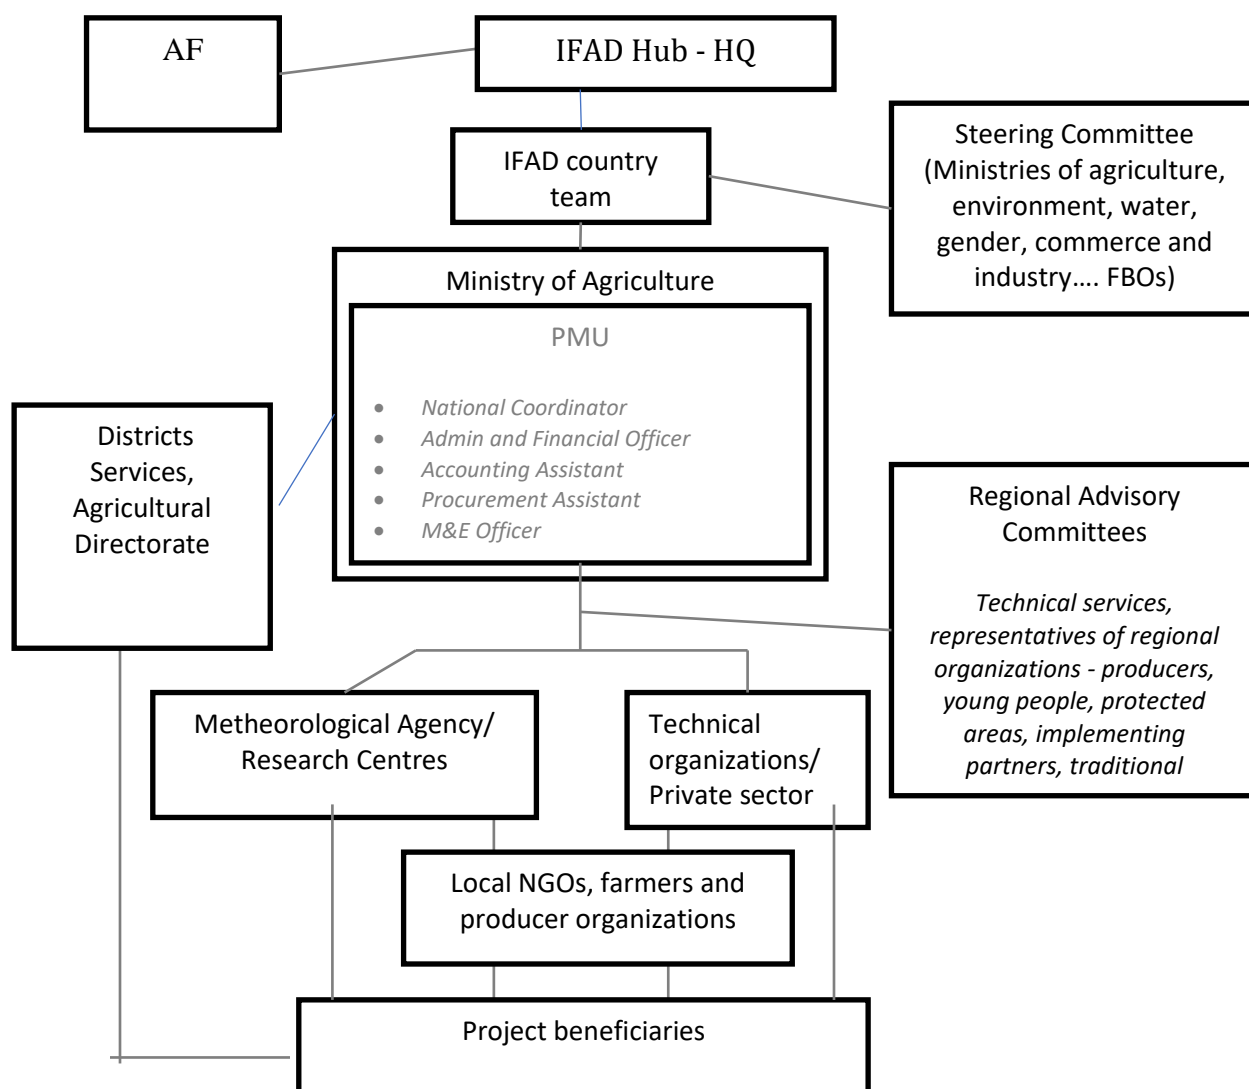 AF
IFAD Hub - HQ
IFAD country
team
Steering Committee
(Ministries of agriculture,
environment, water,
gender, commerce and
industry…. FBOs)
Ministry of Agriculture
PMU
• National Coordinator
• Admin and Financial Officer
• Accounting Assistant
• Procurement Assistant
• M&E Officer
Districts
Services,
Agricultural
Directorate
Regional Advisory
Committees
Technical services,
representatives of regional
organizations - producers,
young people, protected
areas, implementing
partners, traditional
Metheorological Agency/
Research Centres
Technical
organizations/
Private sector
Local NGOs, farmers and
producer organizations
Project beneficiaries